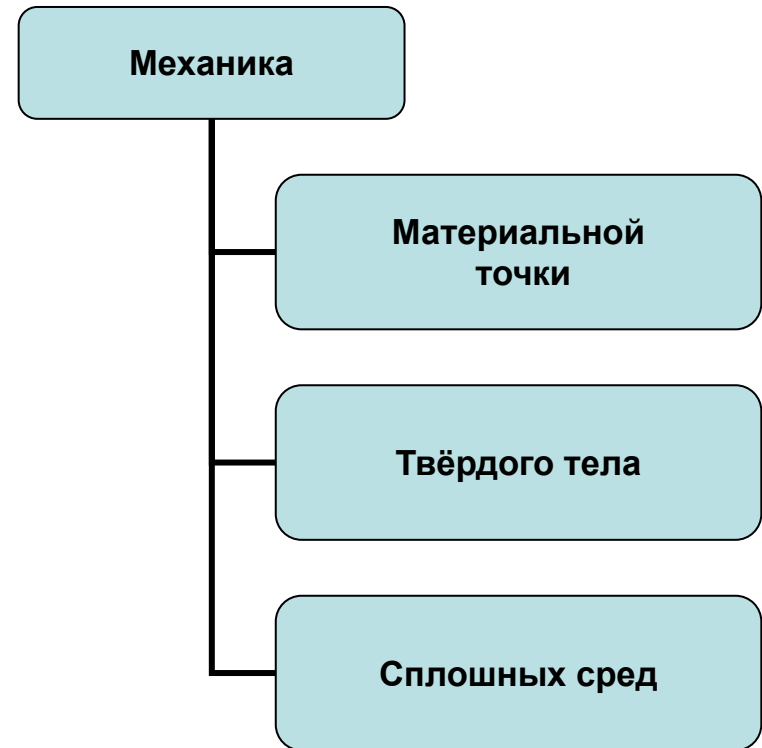 Механика
Материальной
точки
Твёрдого тела
Сплошных сред